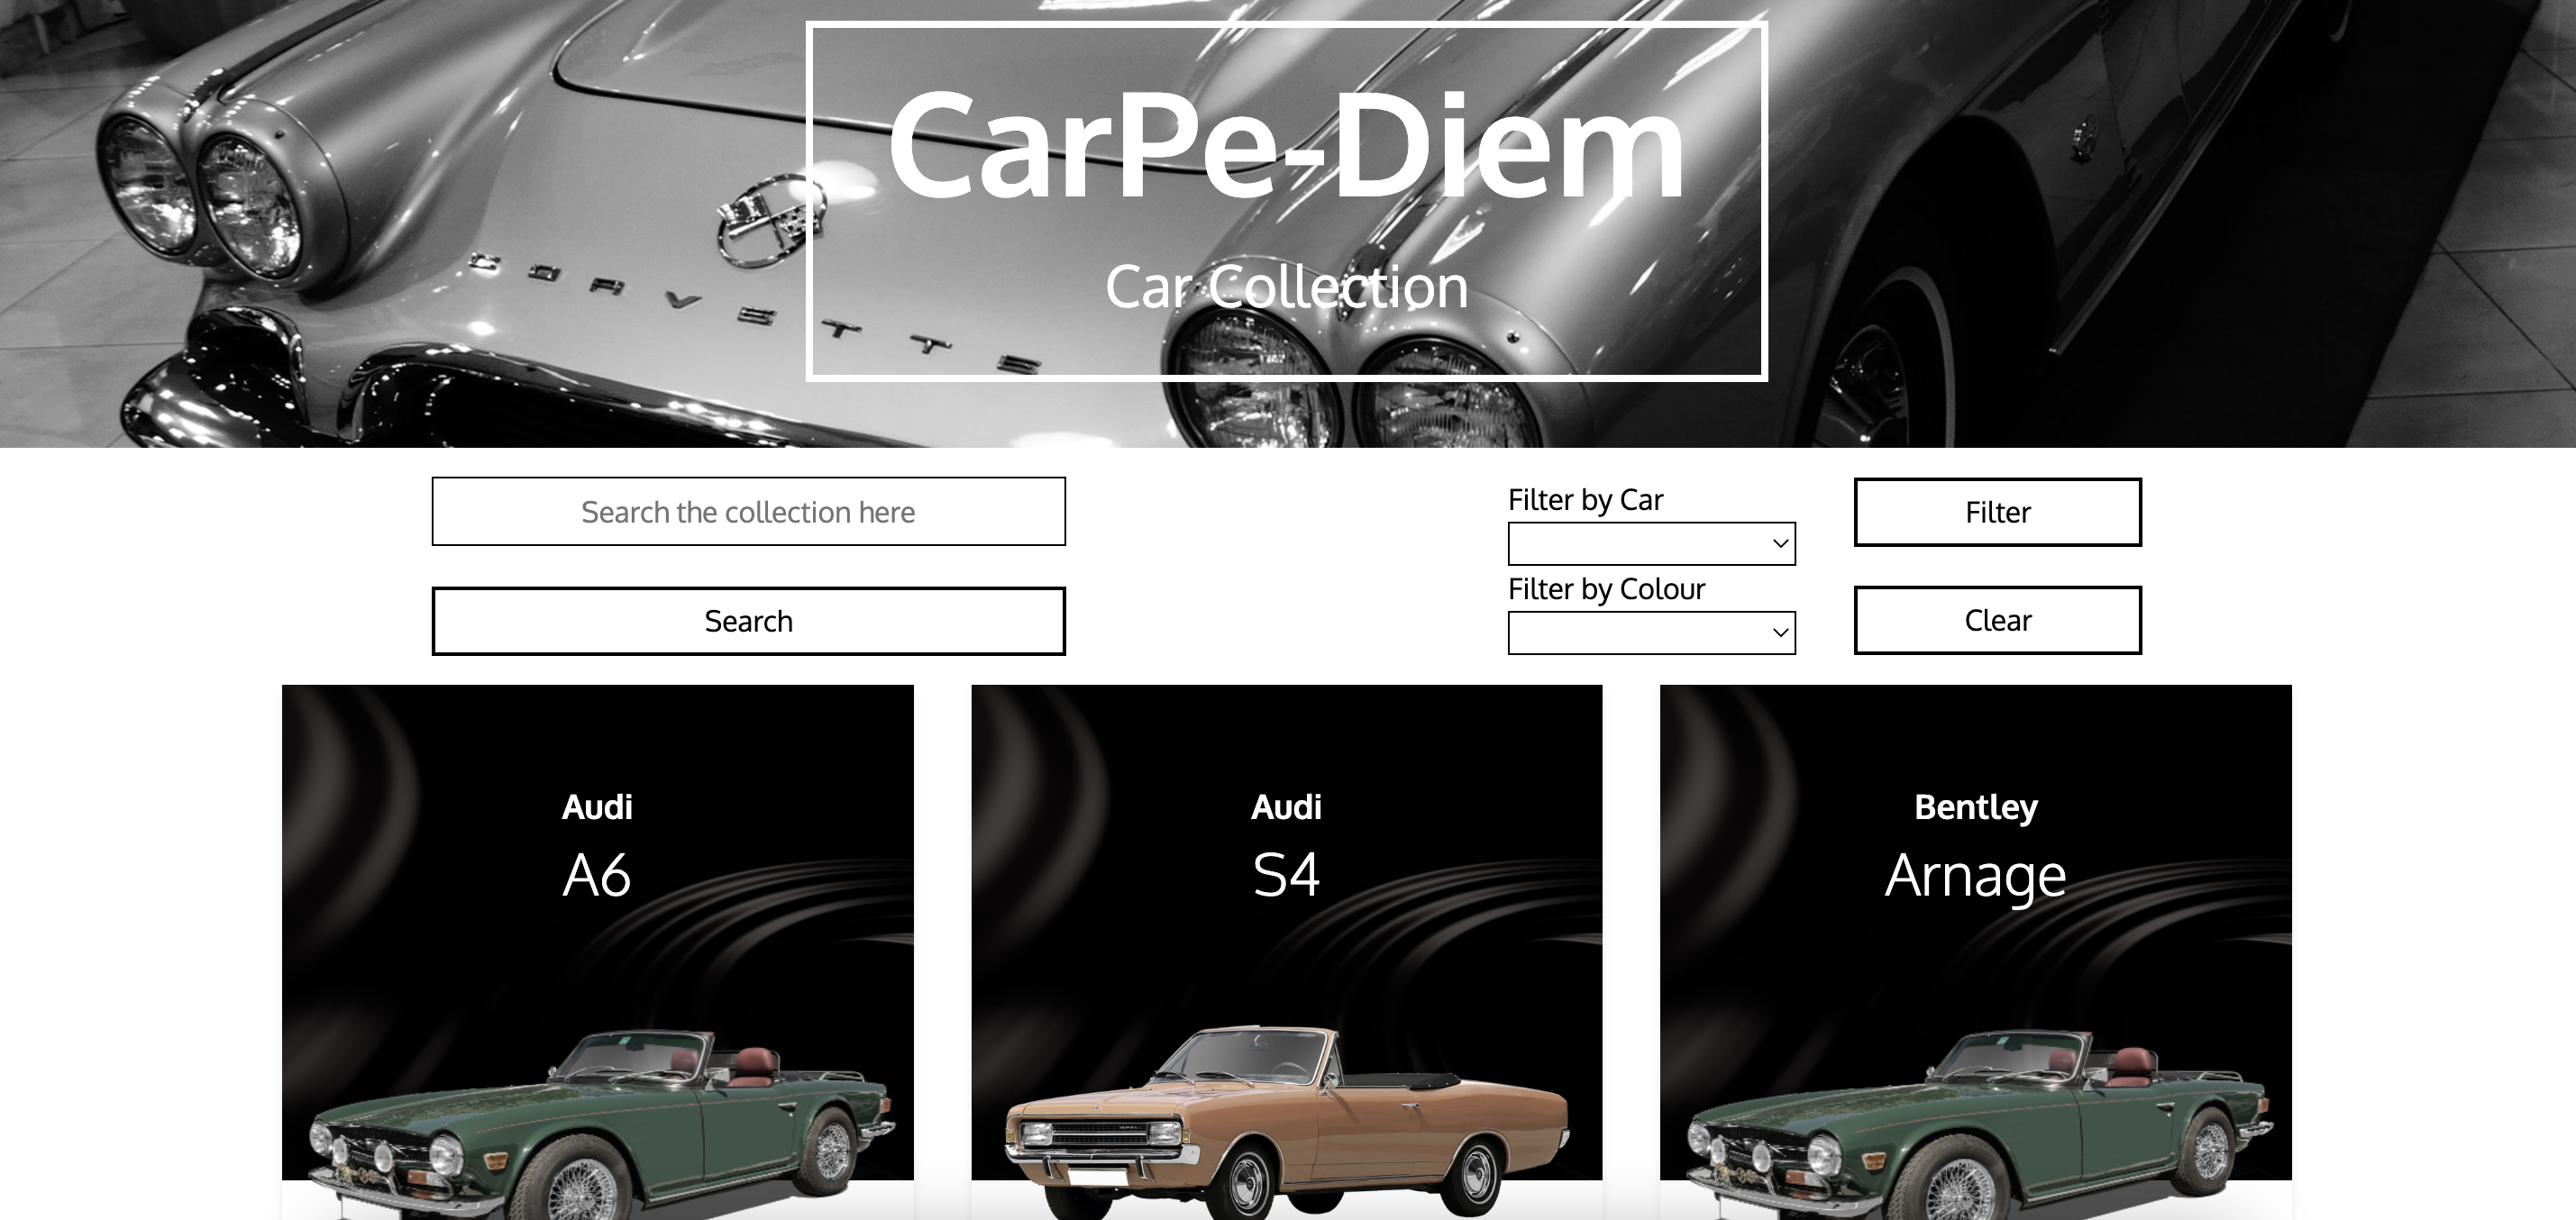 CarPe-Diem
Car Collection
CORVETTE
Search the collection here
Search
Filter by Car
Filter by Colour
Filter
Clear
Audi
A6
Audi
S4
Bentley
Arnage